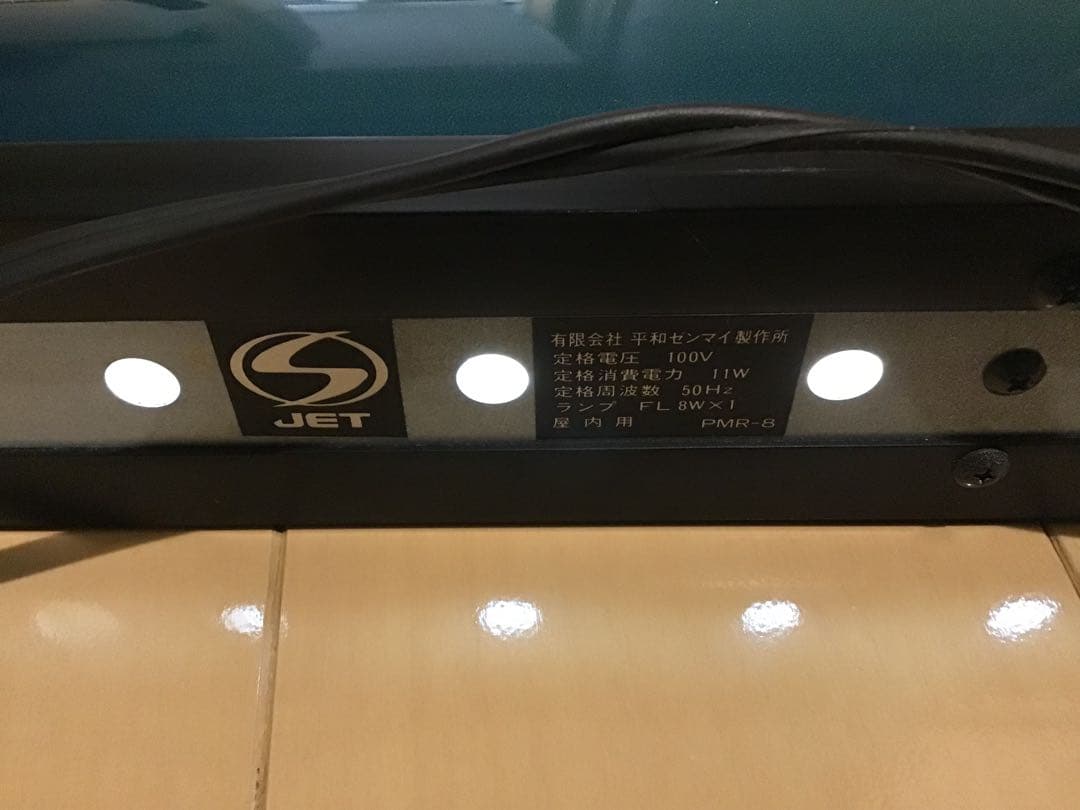 JET
有限会社 平和ゼンマイ製作所
定格電圧 100V
定格消費電力 11W
定格周波数 50Hz
ランプ FL 8W×1
屋内用 PMR-8